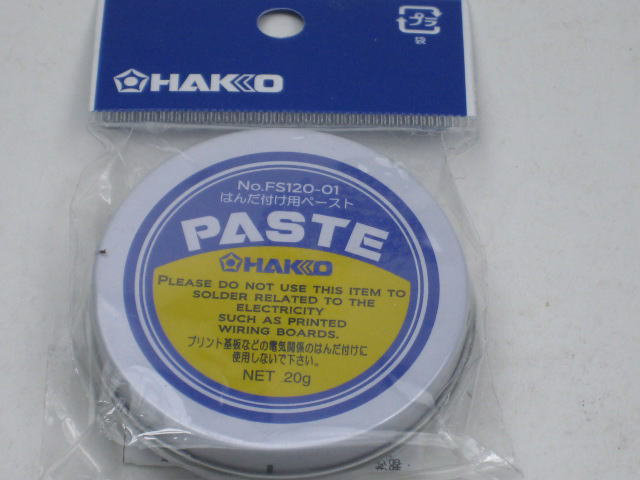 プラ
袋
HAKKO
No.FS120-01
はんだ付け用ペースト
PASTE
HAKKO
PLEASE DO NOT USE THIS ITEM TO
SOLDER RELATED TO THE
ELECTRICITY
SUCH AS PRINTED
WIRING BOARDS.
プリント基板などの電気関係のはんだ付けに
使用しないで下さい。
NET 20g